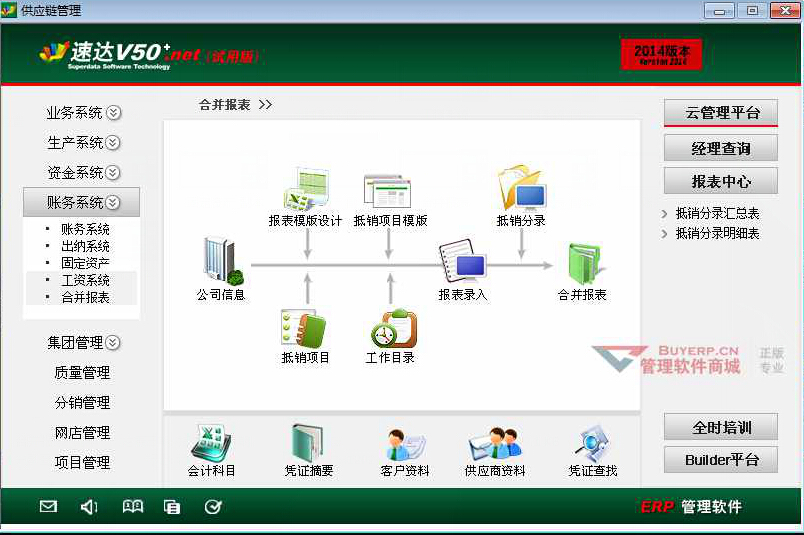 供应链管理
速达V50+.net(试用版)
Superdata Software Technology
2014版本
Version 2014
业务系统
生产系统
资金系统
账务系统
账务系统
出纳系统
固定资产
工资系统
合并报表
集团管理
质量管理
分销管理
网店管理
项目管理
合并报表 >>
报表模版设计
抵销项目模版
抵销分录
公司信息
报表录入
合并报表
抵销项目
工作目录
会计科目
凭证摘要
客户资料
供应商资料
凭证查找
云管理平台
经理查询
报表中心
抵销分录汇总表
抵销分录明细表
BUYERP.CN
管理软件商城
正版
专业
全时培训
Builder平台
ERP 管理软件